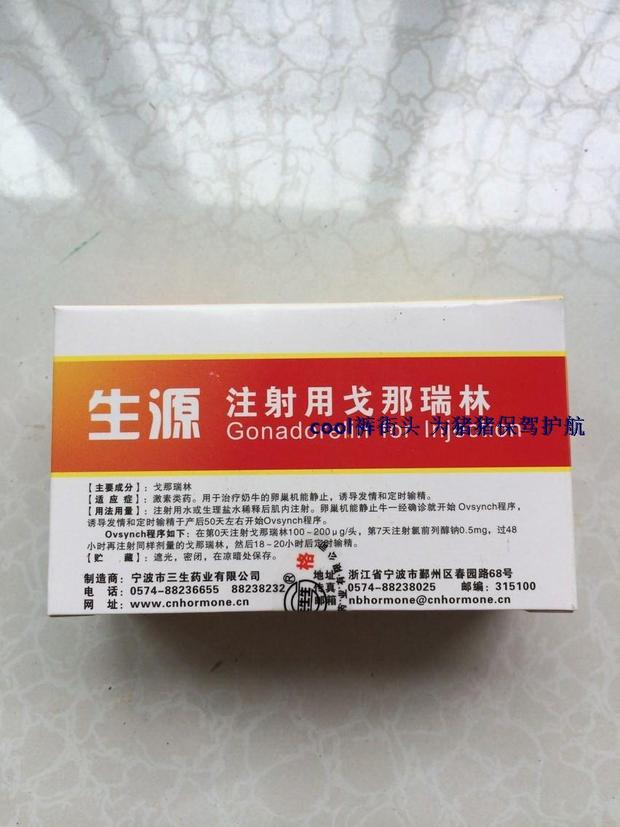 生源 注射用戈那瑞林
Gonadorelin for Injection
cool裤街头 为猪猪保驾护航
【主要成分】：戈那瑞林
【适 应 症】：激素类药。用于治疗奶牛的卵巢机能静止，诱导发情和定时输精。
【用法用量】：注射用水或生理盐水稀释后肌内注射。卵巢机能静止牛一经确诊就开始 Ovsynch程序，
诱导发情和定时输精于产后50天左右开始Ovsynch程序。
Ovsynch程序如下：在第0天注射戈那瑞林100~200μg/头，第7天注射氯前列醇钠0.5mg，过48
小时再注射同样剂量的戈那瑞林，然后18~20小时后定时输精。
【贮 藏】：遮光，密闭，在凉暗处保存。
格
制造商：宁波市三生药业有限公司 地址：浙江省宁波市鄞州区春园路68号
电 话：0574-88236655 88238232 传真：0574-88238025 邮编：315100
网 址：www.cnhormone.cn 邮箱：nbhormone@cnhormone.cn